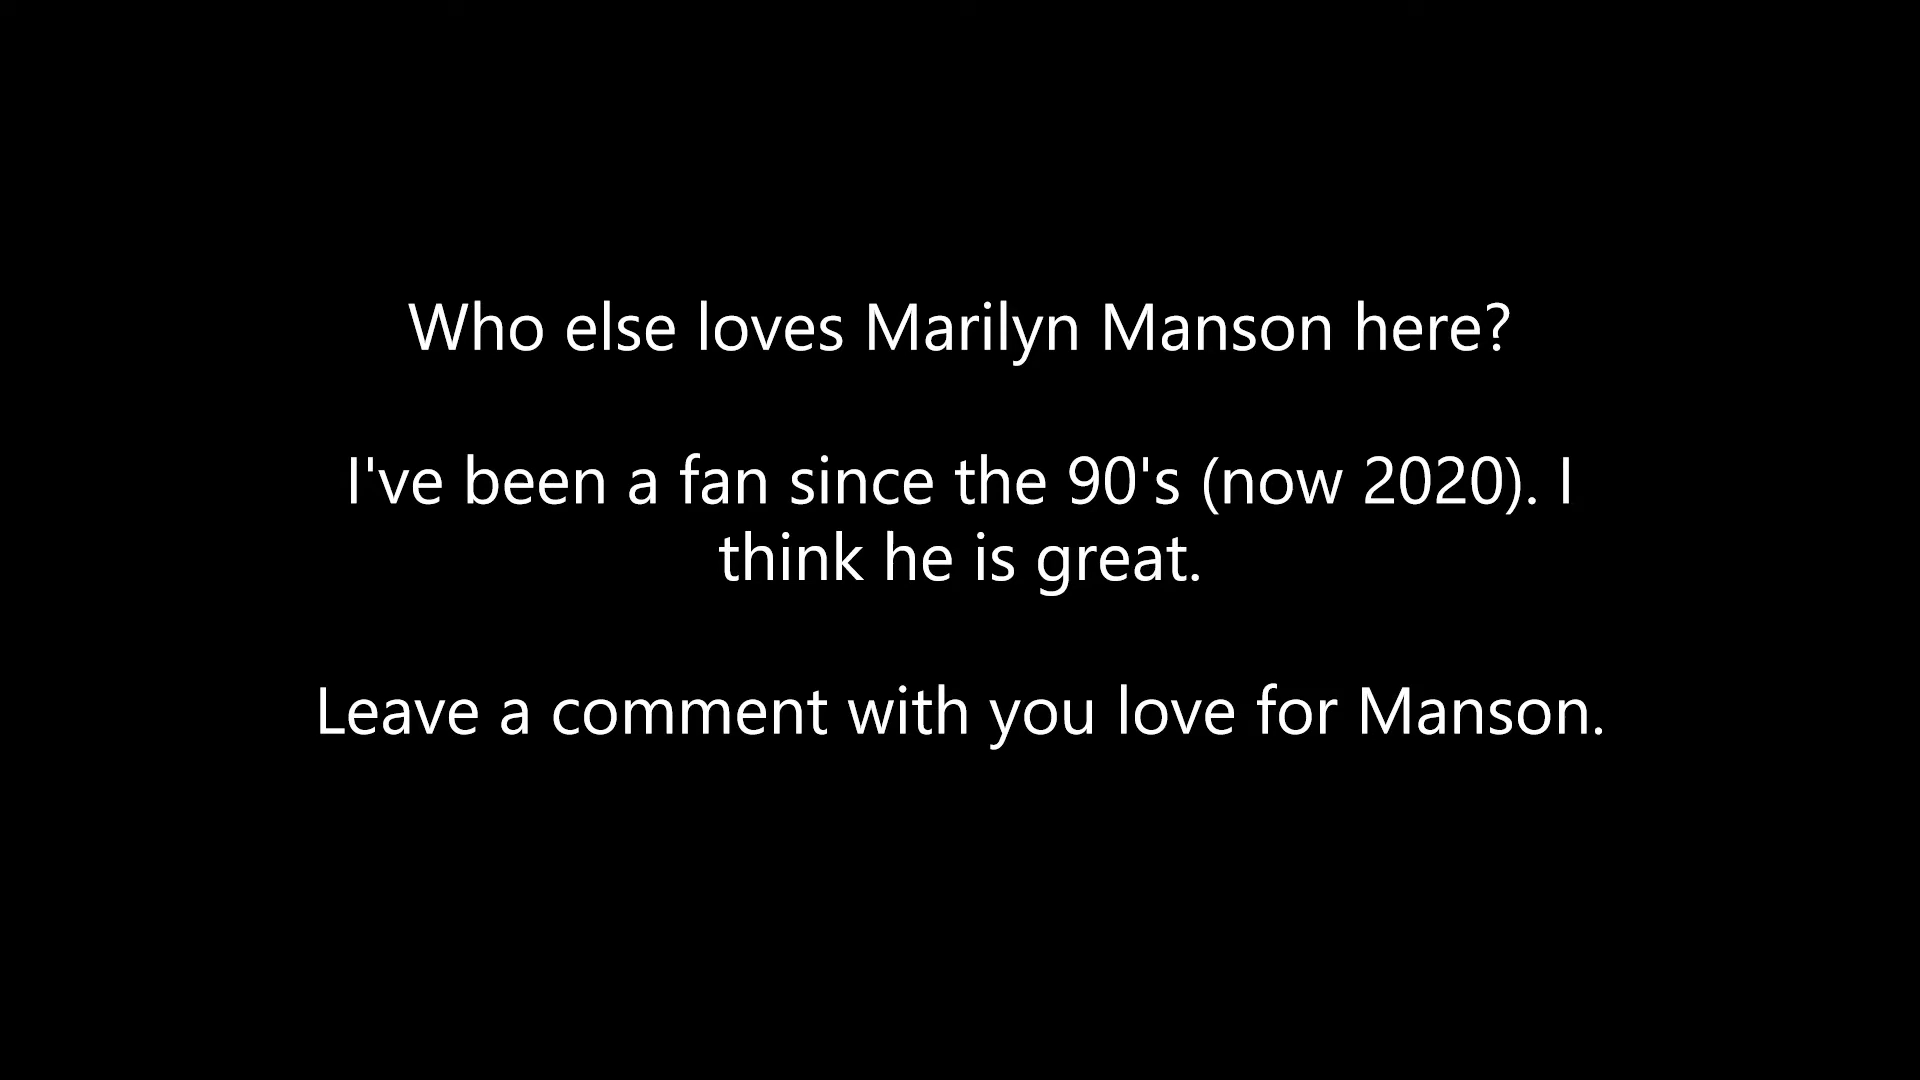 Who else loves Marilyn Manson here?
I've been a fan since the 90's (now 2020). I
think he is great.
Leave a comment with you love for Manson.